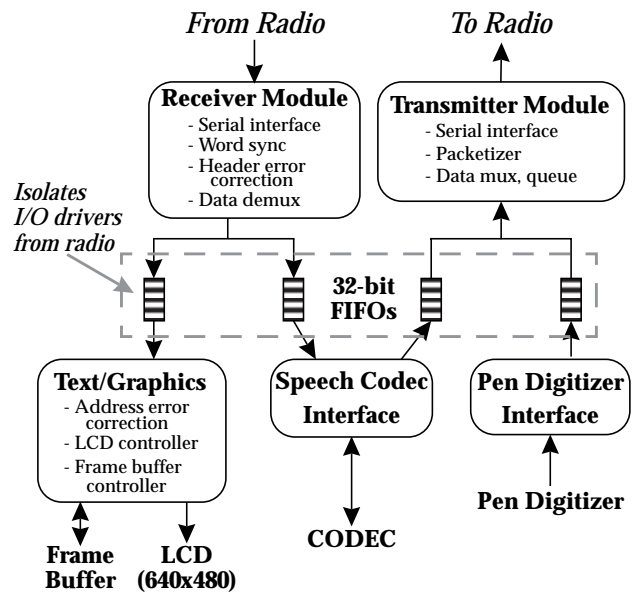 From Radio
To Radio
Receiver Module
- Serial interface
- Word sync
- Header error
correction
- Data demux
Transmitter Module
- Serial interface
- Packetizer
- Data mux, queue
Isolates
I/O drivers
from radio
32-bit
FIFOs
Text/Graphics
- Address error
correction
- LCD controller
- Frame buffer
controller
Speech Codec
Interface
Pen Digitizer
Interface
Frame
Buffer
LCD
(640x480)
CODEC
Pen Digitizer